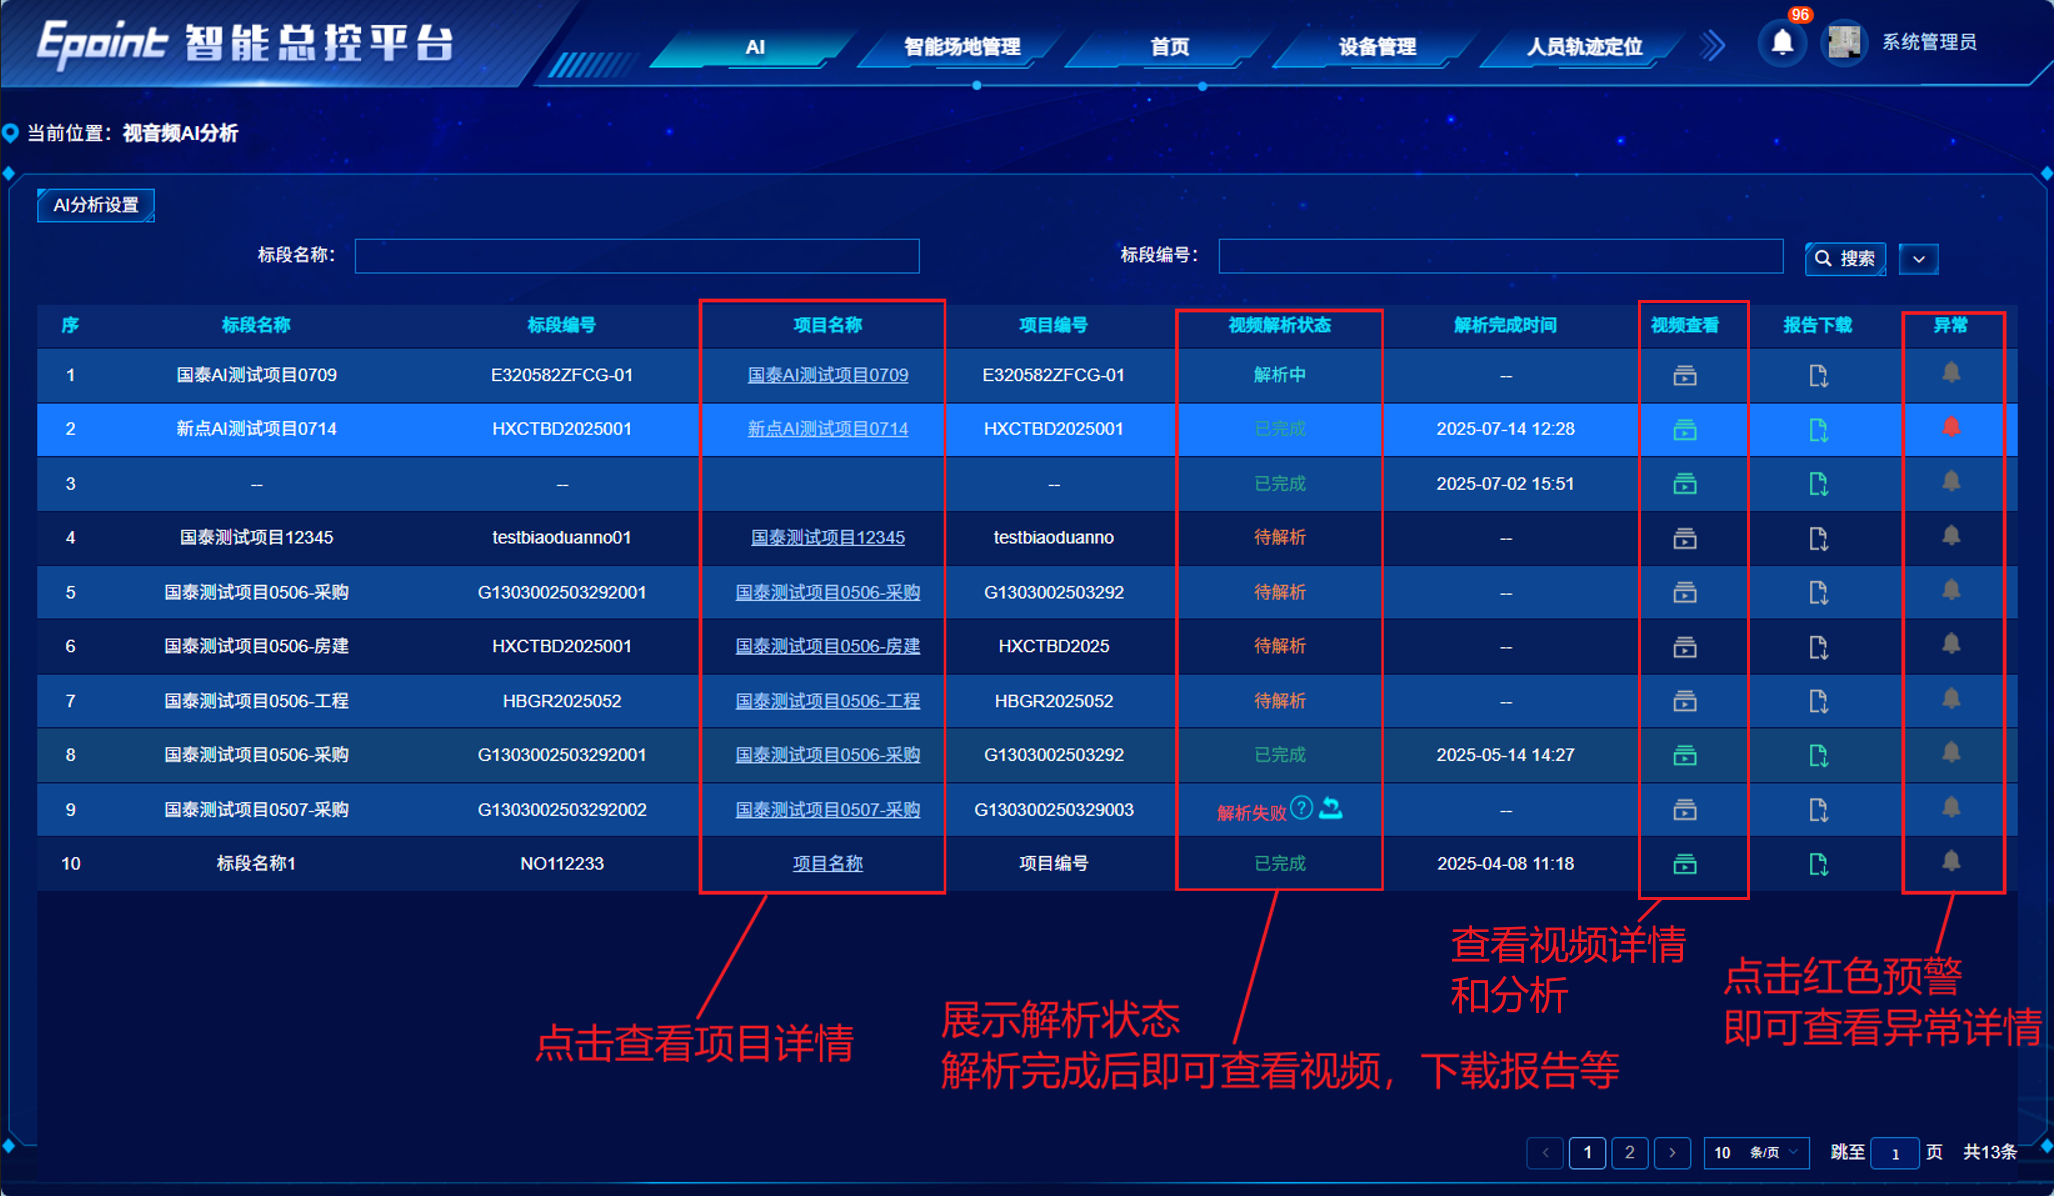 Epoint 智能总控平台
AI 智能场地管理 首页 设备管理 人员轨迹定位 96 系统管理员
当前位置：视音频AI分析
AI分析设置
标段名称： 标段编号： 搜索
序 标段名称 标段编号 项目名称 项目编号 视频解析状态 解析完成时间 视频查看 报告下载 异常
1 国泰AI测试项目0709 E320582ZFCG-01 国泰AI测试项目0709 E320582ZFCG-01 解析中 --
2 新点AI测试项目0714 HXCTBD2025001 新点AI测试项目0714 HXCTBD2025001 已完成 2025-07-14 12:28
3 -- -- -- 已完成 2025-07-02 15:51
4 国泰测试项目12345 testbiaoduanno01 国泰测试项目12345 testbiaoduanno 待解析 --
5 国泰测试项目0506-采购 G1303002503292001 国泰测试项目0506-采购 G1303002503292 待解析 --
6 国泰测试项目0506-房建 HXCTBD2025001 国泰测试项目0506-房建 HXCTBD2025 待解析 --
7 国泰测试项目0506-工程 HBGR2025052 国泰测试项目0506-工程 HBGR2025052 待解析 --
8 国泰测试项目0506-采购 G1303002503292001 国泰测试项目0506-采购 G1303002503292 已完成 2025-05-14 14:27
9 国泰测试项目0507-采购 G1303002503292002 国泰测试项目0507-采购 G130300250329003 解析失败 ? --
10 标段名称1 NO112233 项目名称 项目编号 已完成 2025-04-08 11:18
点击查看项目详情
展示解析状态
解析完成后即可查看视频，下载报告等
查看视频详情
和分析
点击红色预警
即可查看异常详情
< 1 2 > 10 条/页 跳至 1 页 共13条